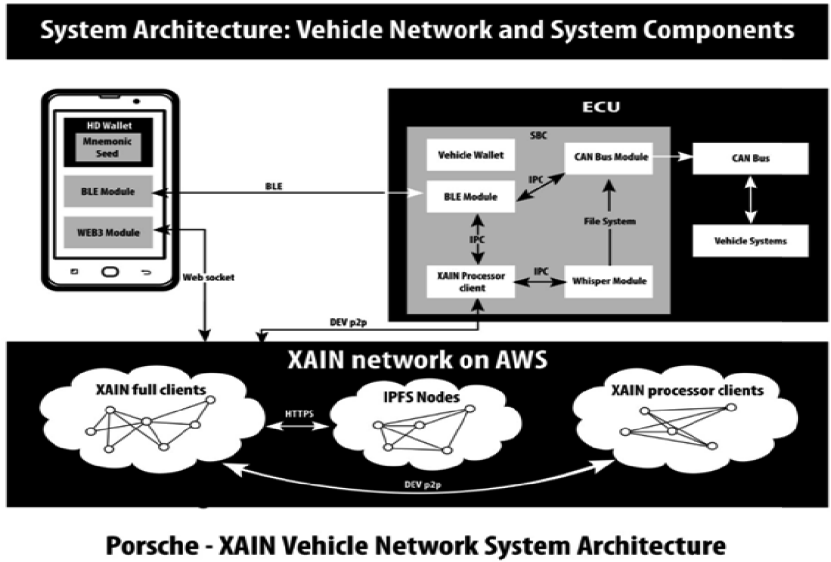 System Architecture: Vehicle Network and System Components
HD Wallet
Mnemonic
Seed
BLE Module
WEB3 Module
BLE
Web socket
ECU
SBC
Vehicle Wallet
BLE Module
IPC
CAN Bus Module
CAN Bus
IPC
File System
Vehicle Systems
XAIN Processor
client
IPC
Whisper Module
DEV p2p
XAIN network on AWS
XAIN full clients
HTTPS
IPFS Nodes
XAIN processor clients
DEV p2p
Porsche - XAIN Vehicle Network System Architecture